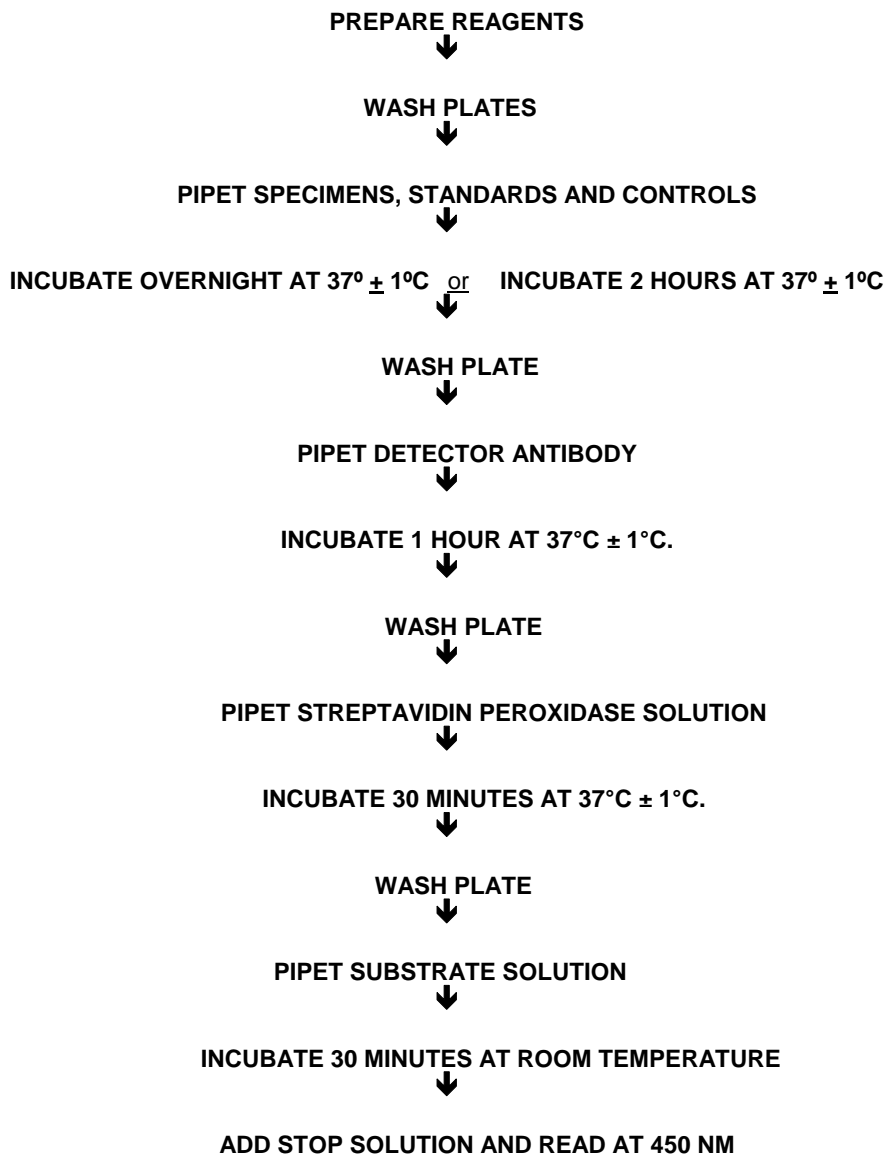 PREPARE REAGENTS
WASH PLATES
PIPET SPECIMENS, STANDARDS AND CONTROLS
INCUBATE OVERNIGHT AT 37º ± 1ºC or INCUBATE 2 HOURS AT 37º ± 1ºC
WASH PLATE
PIPET DETECTOR ANTIBODY
INCUBATE 1 HOUR AT 37°C ± 1°C.
WASH PLATE
PIPET STREPTAVIDIN PEROXIDASE SOLUTION
INCUBATE 30 MINUTES AT 37°C ± 1°C.
WASH PLATE
PIPET SUBSTRATE SOLUTION
INCUBATE 30 MINUTES AT ROOM TEMPERATURE
ADD STOP SOLUTION AND READ AT 450 NM